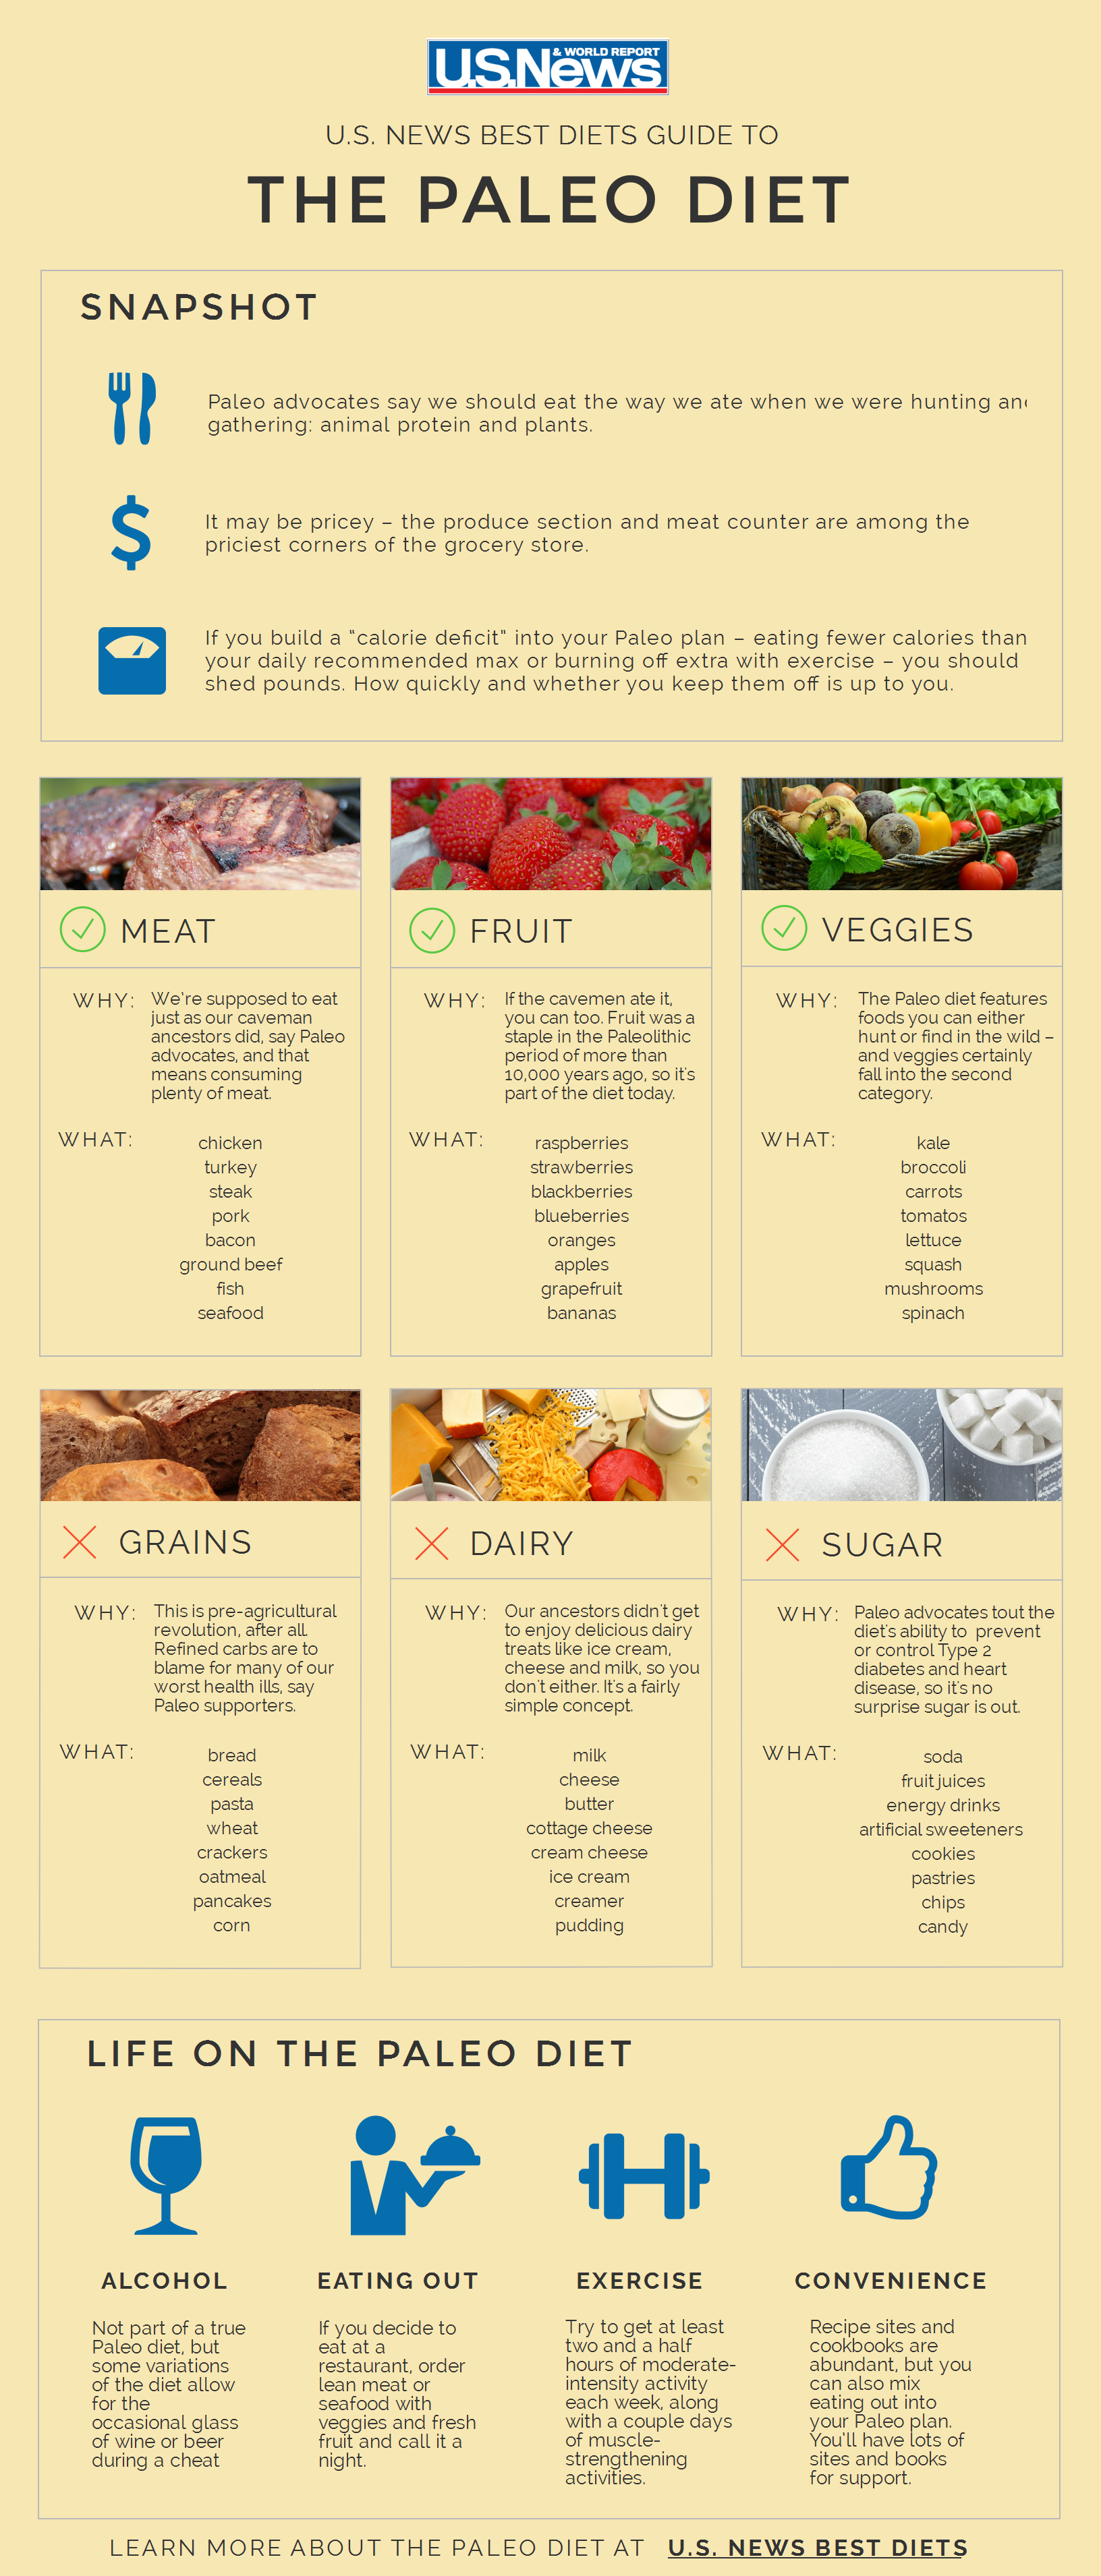 U.S.News & WORLD REPORT
U.S. NEWS BEST DIETS GUIDE TO
THE PALEO DIET
SNAPSHOT
Paleo advocates say we should eat the way we ate when we were hunting and
gathering: animal protein and plants.
It may be pricey – the produce section and meat counter are among the
priciest corners of the grocery store.
If you build a "calorie deficit" into your Paleo plan – eating fewer calories than
your daily recommended max or burning off extra with exercise – you should
shed pounds. How quickly and whether you keep them off is up to you.
MEAT
WHY:
We're supposed to eat
just as our caveman
ancestors did, say Paleo
advocates, and that
means consuming
plenty of meat.
WHAT:
chicken
turkey
steak
pork
bacon
ground beef
fish
seafood
FRUIT
WHY:
If the cavemen ate it,
you can too. Fruit was a
staple in the Paleolithic
period of more than
10,000 years ago, so it's
part of the diet today.
WHAT:
raspberries
strawberries
blackberries
blueberries
oranges
apples
grapefruit
bananas
VEGGIES
WHY:
The Paleo diet features
foods you can either
hunt or find in the wild –
and veggies certainly
fall into the second
category.
WHAT:
kale
broccoli
carrots
tomatos
lettuce
squash
mushrooms
spinach
GRAINS
WHY:
This is pre-agricultural
revolution, after all.
Refined carbs are to
blame for many of our
worst health ills, say
Paleo supporters.
WHAT:
bread
cereals
pasta
wheat
crackers
oatmeal
pancakes
corn
DAIRY
WHY:
Our ancestors didn't get
to enjoy delicious dairy
treats like ice cream,
cheese and milk, so you
don't either. It's a fairly
simple concept.
WHAT:
milk
cheese
butter
cottage cheese
cream cheese
ice cream
creamer
pudding
SUGAR
WHY:
Paleo advocates tout the
diet's ability to prevent
or control Type 2
diabetes and heart
disease, so it's no
surprise sugar is out.
WHAT:
soda
fruit juices
energy drinks
artificial sweeteners
cookies
pastries
chips
candy
LIFE ON THE PALEO DIET
ALCOHOL
Not part of a true
Paleo diet, but
some variations
of the diet allow
for the
occasional glass
of wine or beer
during a cheat
EATING OUT
If you decide to
eat at a
restaurant, order
lean meat or
seafood with
veggies and fresh
fruit and call it a
night.
EXERCISE
Try to get at least
two and a half
hours of moderate-
intensity activity
each week, along
with a couple days
of muscle-
strengthening
activities.
CONVENIENCE
Recipe sites and
cookbooks are
abundant, but you
can also mix
eating out into
your Paleo plan.
You'll have lots of
sites and books
for support.
LEARN MORE ABOUT THE PALEO DIET AT U.S. NEWS BEST DIETS